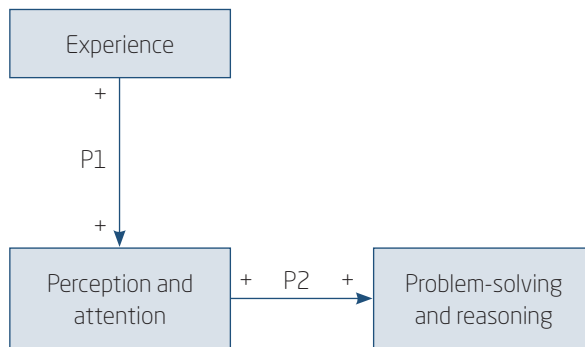 Experience
+
P1
+
Perception and
attention
+ P2 +
Problem-solving
and reasoning